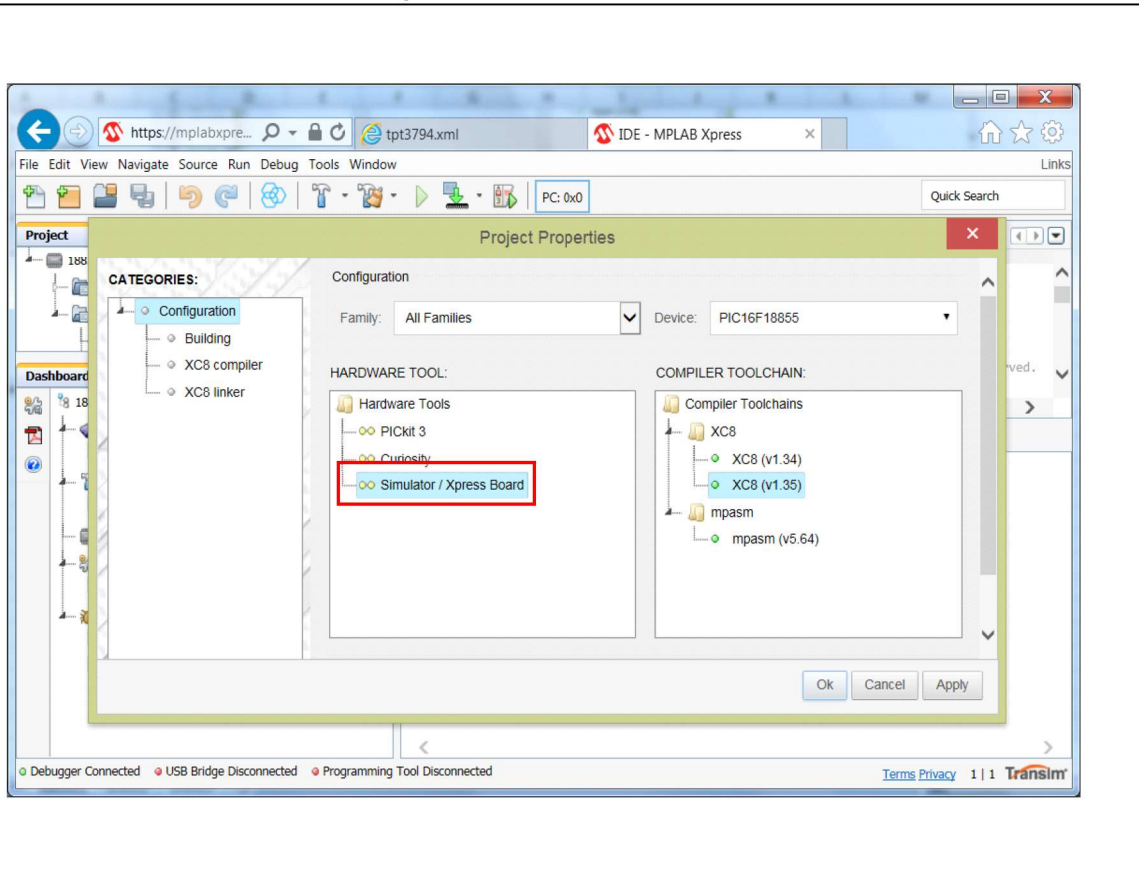 https://mplabxpre...
tpt3794.xml
IDE - MPLAB Xpress
File Edit View Navigate Source Run Debug Tools Window
Links
PC: 0x0
Quick Search
Project
Project Properties
188
CATEGORIES:
Configuration
Configuration
Family: All Families
Device: PIC16F18855
Building
XC8 compiler
XC8 linker
Dashboard
18
HARDWARE TOOL:
COMPILER TOOLCHAIN:
rved.
Hardware Tools
Compiler Toolchains
PICkit 3
XC8
Curiosity
XC8 (v1.34)
Simulator / Xpress Board
XC8 (v1.35)
mpasm
mpasm (v5.64)
Ok Cancel Apply
Debugger Connected USB Bridge Disconnected Programming Tool Disconnected
Terms Privacy 1 | 1 Transim